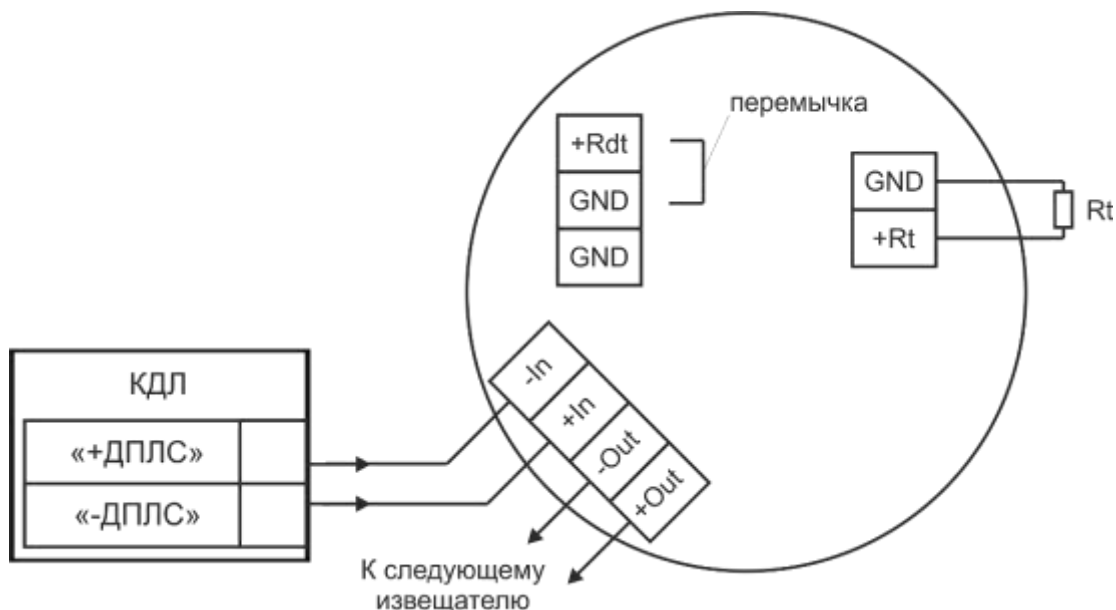 перемычка
+Rdt
GND
GND
GND
+Rt
Rt
-In
+In
-Out
+Out
КДЛ
«+ДПЛС»
«-ДПЛС»
К следующему
извещателю